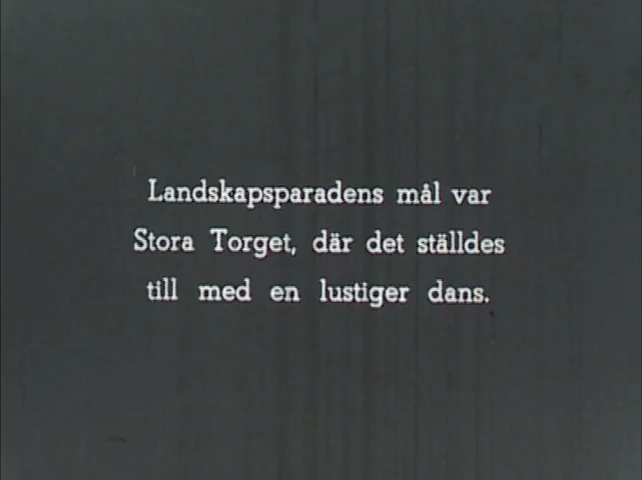 Landskapsparadens mål var
Stora Torget, där det ställdes
till med en lustiger dans.